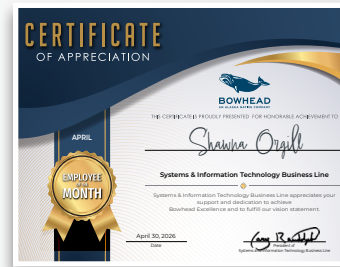 CERTIFICATE
OF APPRECIATION
BOWHEAD
AN ALASKA NATIVE COMPANY
THE CERTIFICATE IS PROUDLY PRESENTED FOR HONORABLE ACHIEVEMENT TO
APRIL
Shawna Orgill
EMPLOYEE
OF THE
MONTH
Systems & Information Technology Business Line
Systems & Information Technology Business Line appreciates your
support and dedication to achieve
Bowhead Excellence and to fulfill our vision statement.
April 30, 2026
Date
President of
Systems and Information Technology Business Line